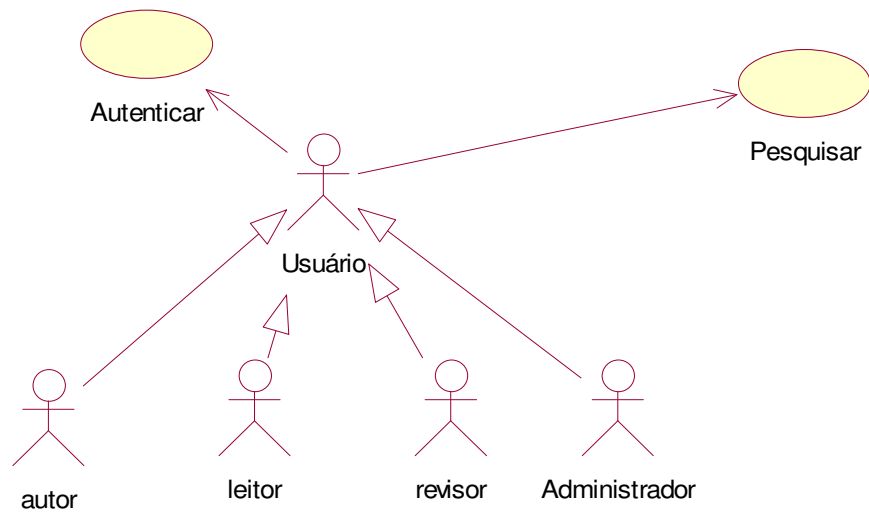 Autenticar
Pesquisar
Usuário
autor
leitor
revisor
Administrador